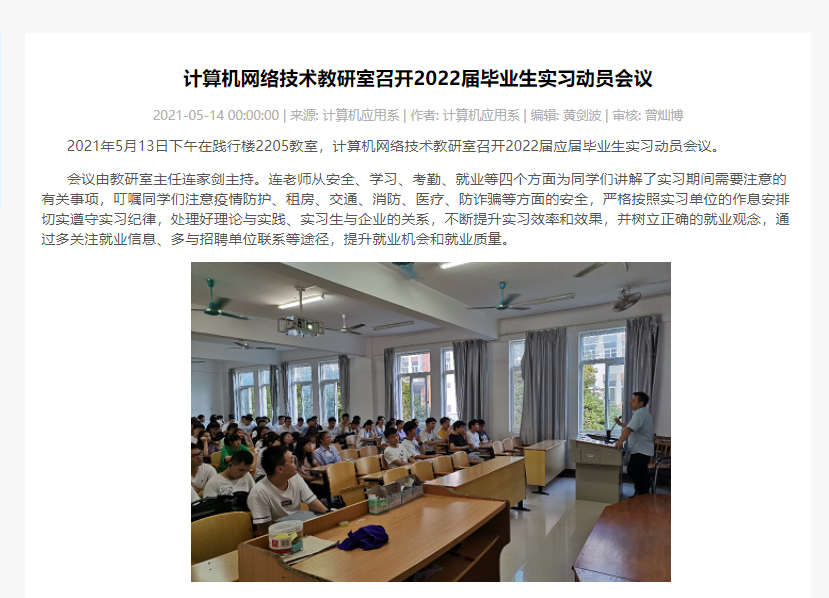 计算机网络技术教研室召开2022届毕业生实习动员会议
2021-05-14 00:00:00 | 来源: 计算机应用系 | 作者: 计算机应用系 | 编辑: 黄剑波 | 审核: 曾灿博
2021年5月13日下午在践行楼2205教室，计算机网络技术教研室召开2022届应届毕业生实习动员会议。
会议由教研室主任连家剑主持。连老师从安全、学习、考勤、就业等四个方面为同学们讲解了实习期间需要注意的
有关事项，叮嘱同学们注意疫情防护、租房、交通、消防、医疗、防诈骗等方面的安全，严格按照实习单位的作息安排
切实遵守实习纪律，处理好理论与实践、实习生与企业的关系，不断提升实习效率和效果，并树立正确的就业观念，通
过多关注就业信息、多与招聘单位联系等途径，提升就业机会和就业质量。